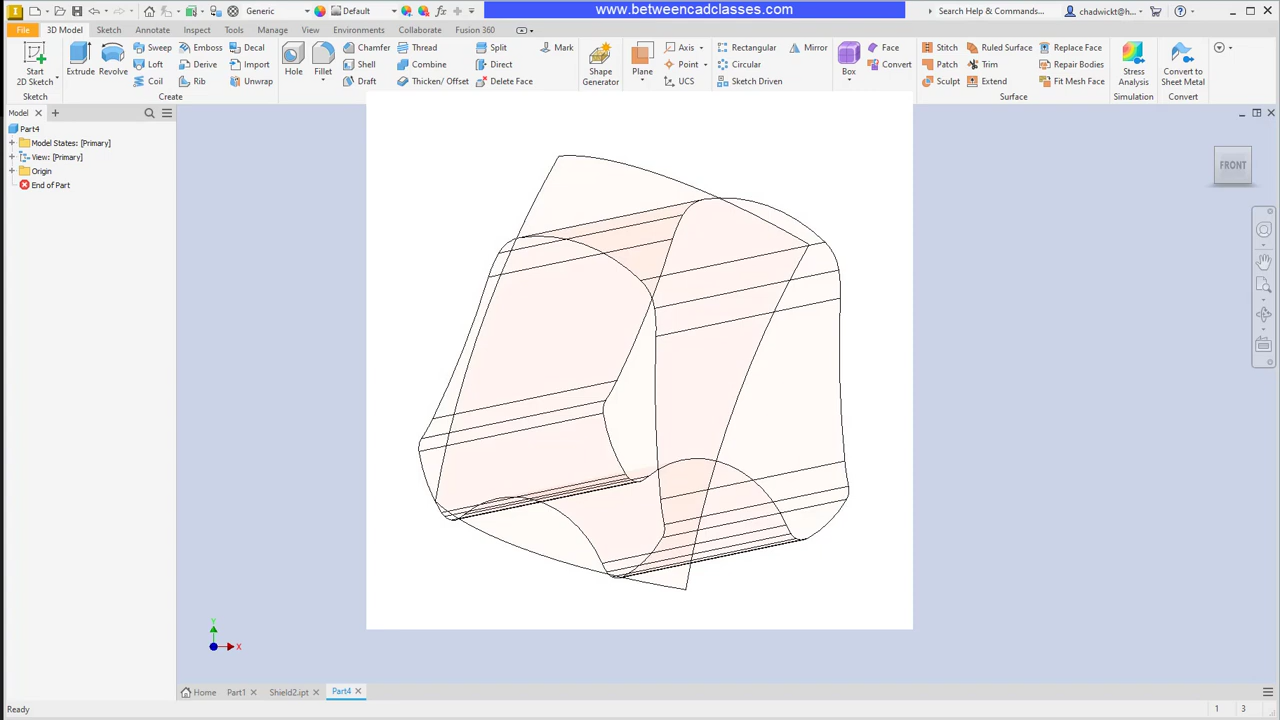 www.betweencadclasses.com
Generic
Default
Search Help & Commands...
chadwickt@h...
File
3D Model
Sketch
Annotate
Inspect
Tools
Manage
View
Environments
Collaborate
Fusion 360
Start
2D Sketch
Sketch
Extrude
Revolve
Sweep
Loft
Coil
Emboss
Derive
Rib
Decal
Import
Unwrap
Create
Hole
Fillet
Chamfer
Shell
Draft
Thread
Combine
Thicken/ Offset
Split
Direct
Delete Face
Mark
Shape
Generator
Plane
Axis
Point
UCS
Rectangular
Circular
Sketch Driven
Mirror
Box
Face
Convert
Stitch
Patch
Sculpt
Ruled Surface
Trim
Extend
Replace Face
Repair Bodies
Fit Mesh Face
Surface
Stress
Analysis
Simulation
Convert to
Sheet Metal
Convert
Model
Part4
Model States: [Primary]
View: [Primary]
Origin
End of Part
FRONT
Y
X
Home
Part1
Shield2.ipt
Part4
Ready
1
3